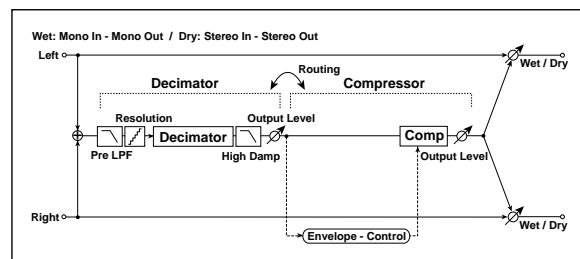 Wet: Mono In - Mono Out / Dry: Stereo In - Stereo Out
Left
Wet / Dry
Routing
Decimator
Compressor
Resolution
Output Level
Decimator
Comp
Pre LPF
High Damp
Output Level
Right
Wet / Dry
Envelope - Control